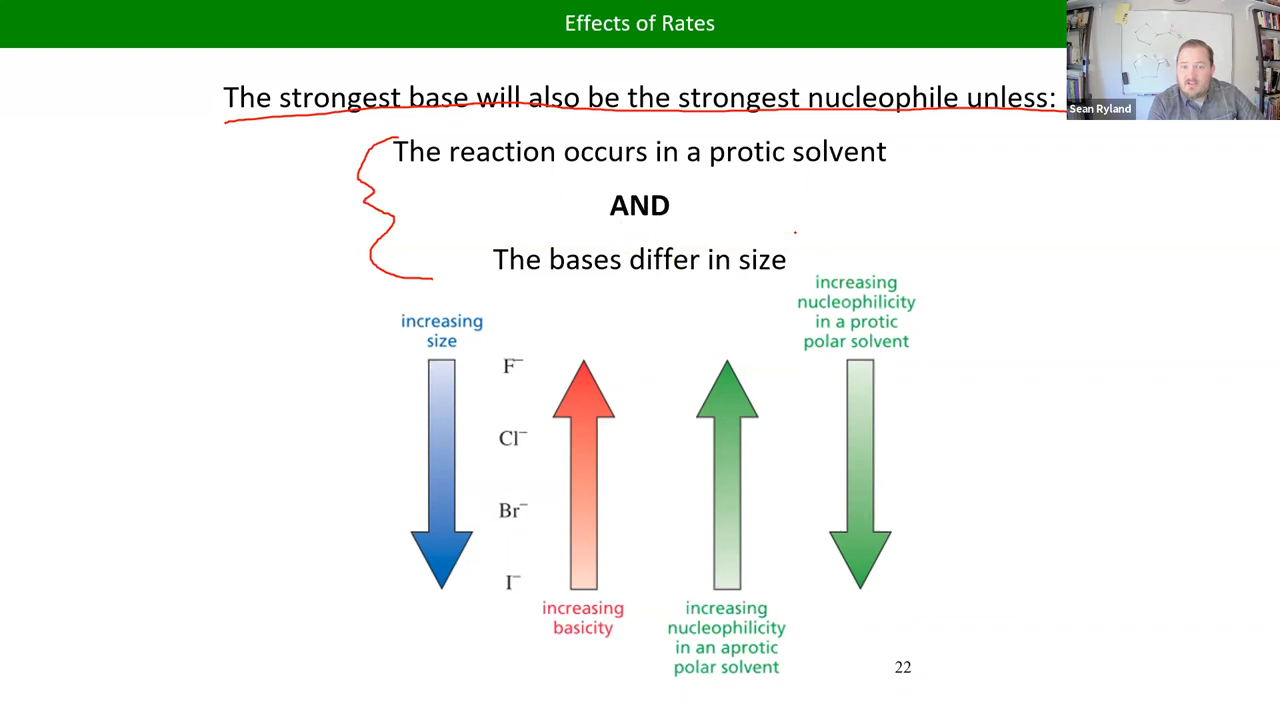 Effects of Rates
Sean Ryland
The strongest base will also be the strongest nucleophile unless:
The reaction occurs in a protic solvent
AND
The bases differ in size
increasing
size
F⁻
Cl⁻
Br⁻
I⁻
increasing
basicity
increasing
nucleophilicity
in an aprotic
polar solvent
increasing
nucleophilicity
in a protic
polar solvent
22